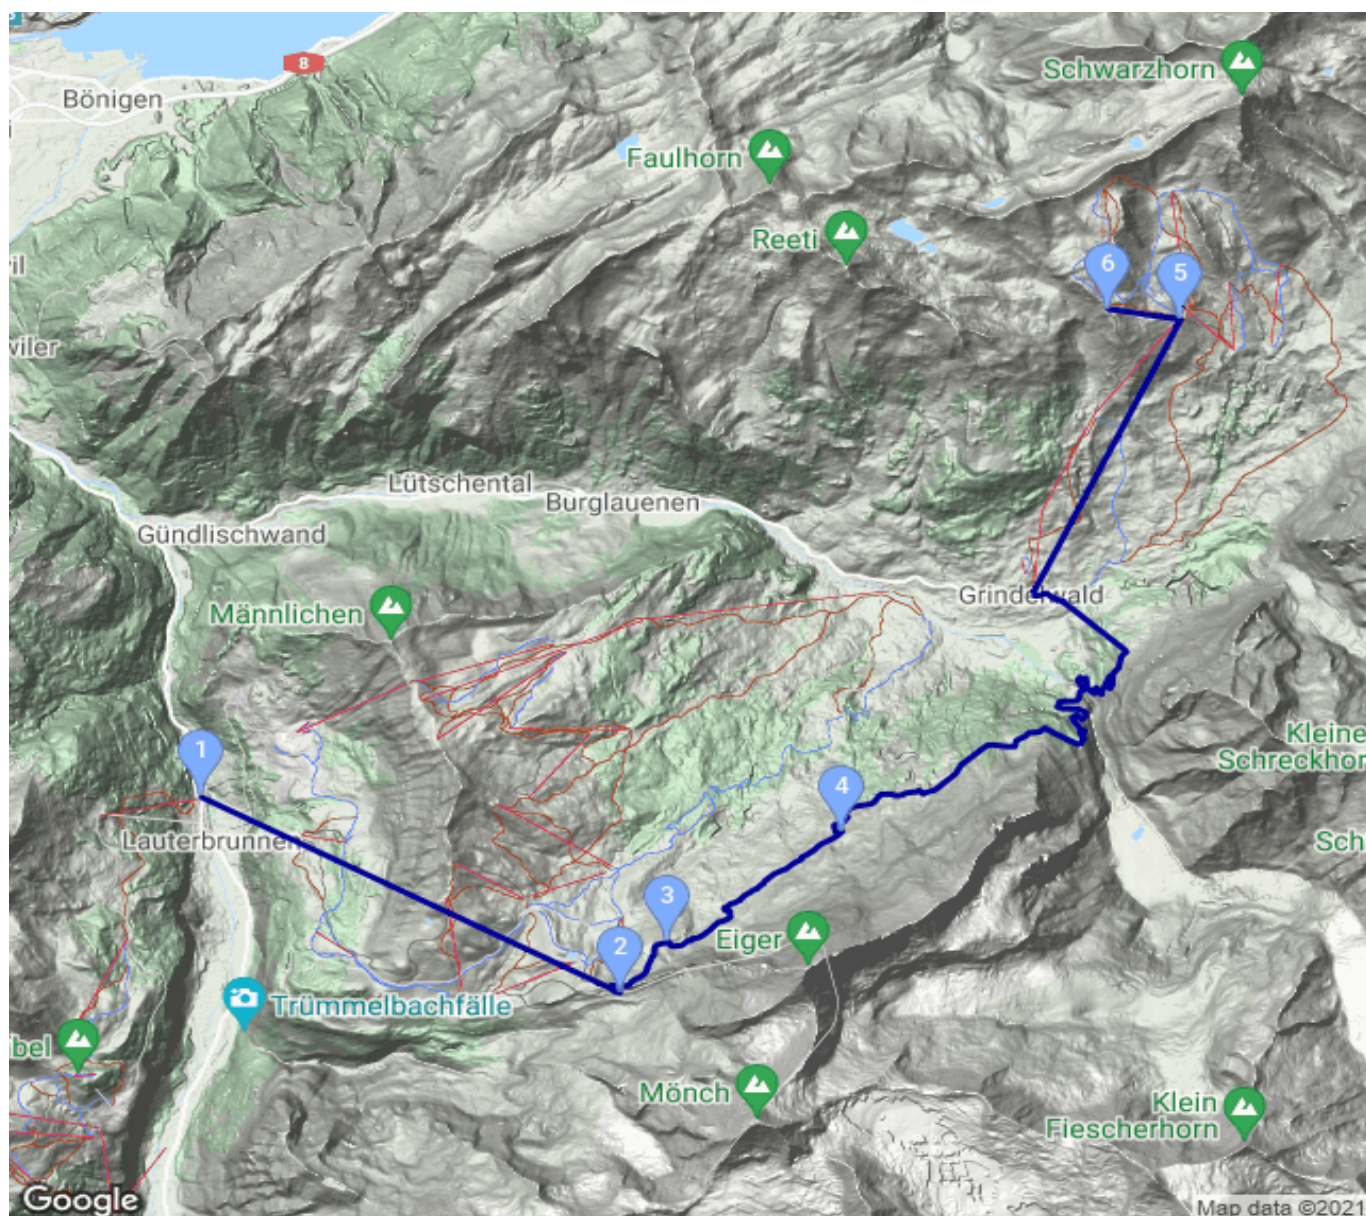 8
Bönigen
Schwarzhorn
Faulhorn
Reeti
il
6
5
wiler
Lütschental
Burglauenen
Gündlischwand
Grindelwald
Männlichen
Kleine
Schreckhor
1
4
Sch
Lauterbrunnen
3
Eiger
2
Trümmelbachfälle
bel
Mönch
Klein
Fiescherhorn
Google
Map data ©2021